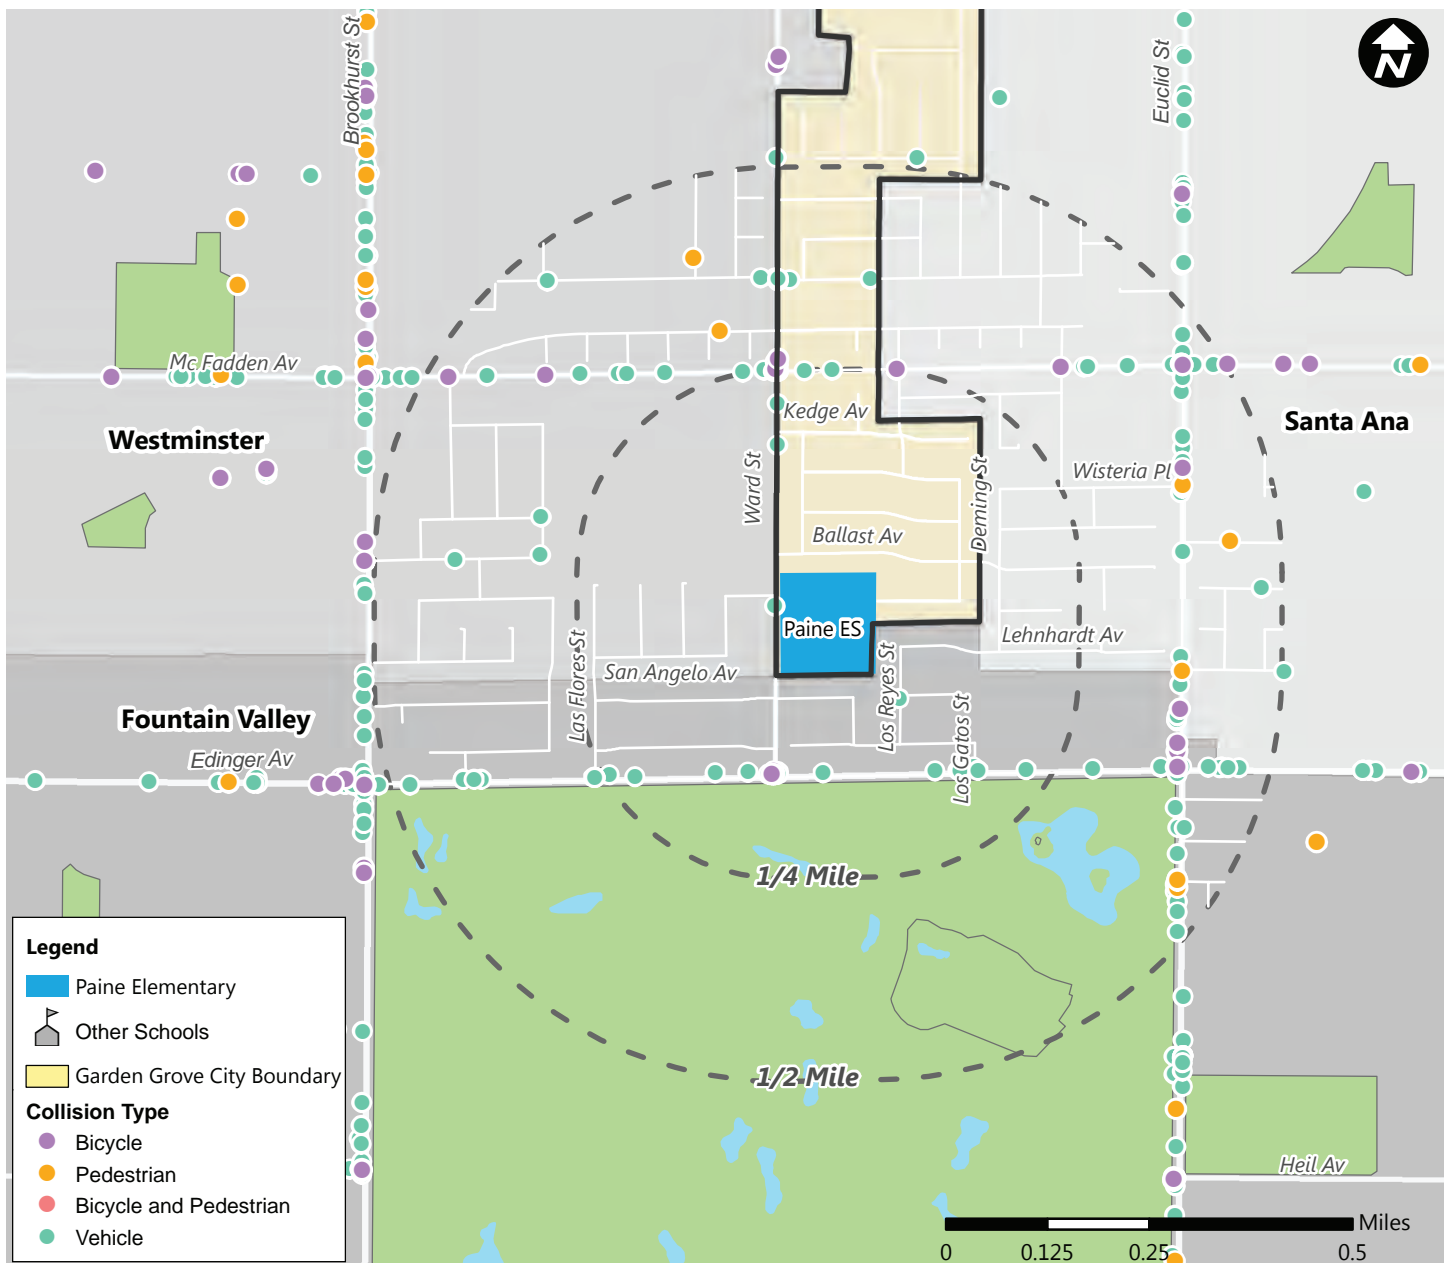 Brookhurst St
Euclid St
N
Mc Fadden Av
Kedge Av
Westminster
Santa Ana
Ward St
Deming St
Wisteria Pl
Ballast Av
Paine ES
Lehnhardt Av
Las Flores St
San Angelo Av
Los Reyes St
Los Gatos St
Fountain Valley
Edinger Av
1/4 Mile
1/2 Mile
Heil Av
Legend
Paine Elementary
Other Schools
Garden Grove City Boundary
Collision Type
Bicycle
Pedestrian
Bicycle and Pedestrian
Vehicle
Miles
0 0.125 0.25 0.5